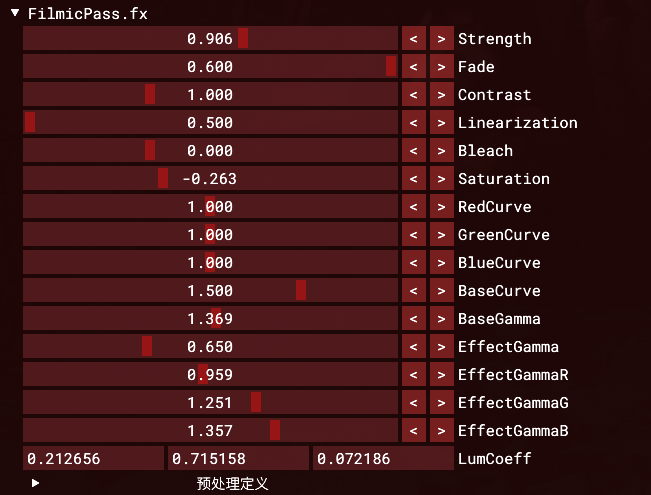 FilmicPass.fx
0.906 < > Strength
0.600 < > Fade
1.000 < > Contrast
0.500 < > Linearization
0.000 < > Bleach
-0.263 < > Saturation
1.000 < > RedCurve
1.000 < > GreenCurve
1.000 < > BlueCurve
1.500 < > BaseCurve
1.369 < > BaseGamma
0.650 < > EffectGamma
0.959 < > EffectGammaR
1.251 < > EffectGammaG
1.357 < > EffectGammaB
0.212656 0.715158 0.072186 LumCoeff
预处理定义